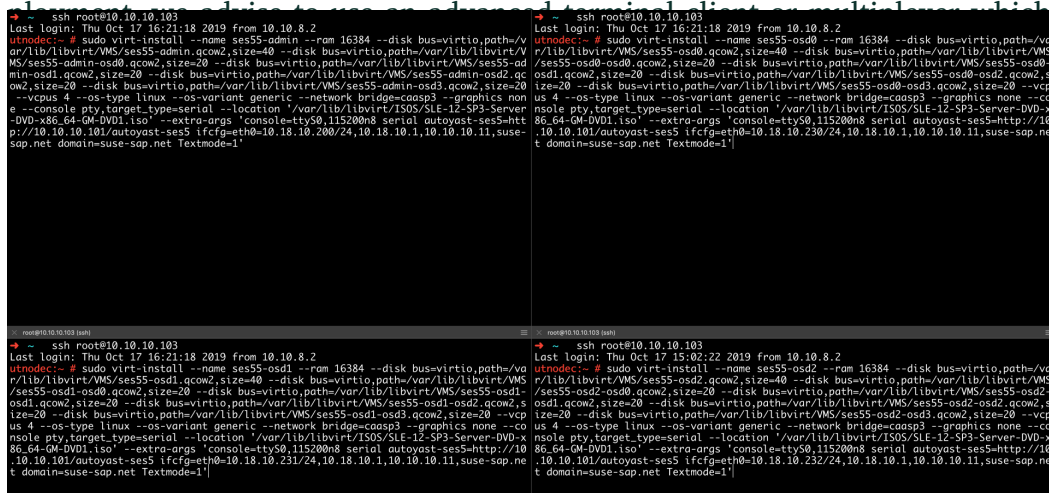 ployment, we advise to use an advanced terminal client or multiplexer which
➜ ~ ssh root@10.10.10.103
Last login: Thu Oct 17 16:21:18 2019 from 10.10.8.2
utnodec:~ # sudo virt-install --name ses55-admin --ram 16384 --disk bus=virtio,path=/v
ar/lib/libvirt/VMS/ses55-admin.qcow2,size=40 --disk bus=virtio,path=/var/lib/libvirt/V
MS/ses55-admin-osd0.qcow2,size=20 --disk bus=virtio,path=/var/lib/libvirt/VMS/ses55-ad
min-osd1.qcow2,size=20 --disk bus=virtio,path=/var/lib/libvirt/VMS/ses55-admin-osd2.qc
ow2,size=20 --disk bus=virtio,path=/var/lib/libvirt/VMS/ses55-admin-osd3.qcow2,size=20
--vcpus 4 --os-type linux --os-variant generic --network bridge=caasp3 --graphics non
e --console pty,target_type=serial --location '/var/lib/libvirt/ISOS/SLE-12-SP3-Server
-DVD-x86_64-GM-DVD1.iso' --extra-args 'console=ttyS0,115200n8 serial autoyast-ses5=htt
p://10.10.10.101/autoyast-ses5 ifcfg=eth0=10.18.10.200/24,10.18.10.1,10.10.10.11,suse-
sap.net domain=suse-sap.net Textmode=1'
➜ ~ ssh root@10.10.10.103
Last login: Thu Oct 17 16:21:18 2019 from 10.10.8.2
utnodec:~ # sudo virt-install --name ses55-osd0 --ram 16384 --disk bus=virtio,path=/va
r/lib/libvirt/VMS/ses55-osd0.qcow2,size=40 --disk bus=virtio,path=/var/lib/libvirt/VMS
/ses55-osd0-osd0.qcow2,size=20 --disk bus=virtio,path=/var/lib/libvirt/VMS/ses55-osd0-
osd1.qcow2,size=20 --disk bus=virtio,path=/var/lib/libvirt/VMS/ses55-osd0-osd2.qcow2,s
ize=20 --disk bus=virtio,path=/var/lib/libvirt/VMS/ses55-osd0-osd3.qcow2,size=20 --vcp
us 4 --os-type linux --os-variant generic --network bridge=caasp3 --graphics none --co
nsole pty,target_type=serial --location '/var/lib/libvirt/ISOS/SLE-12-SP3-Server-DVD-x
86_64-GM-DVD1.iso' --extra-args 'console=ttyS0,115200n8 serial autoyast-ses5=http://10
.10.10.101/autoyast-ses5 ifcfg=eth0=10.18.10.230/24,10.18.10.1,10.10.10.11,suse-sap.ne
t domain=suse-sap.net Textmode=1'
root@10.10.10.103 (ssh)
root@10.10.10.103 (ssh)
➜ ~ ssh root@10.10.10.103
Last login: Thu Oct 17 16:21:18 2019 from 10.10.8.2
utnodec:~ # sudo virt-install --name ses55-osd1 --ram 16384 --disk bus=virtio,path=/va
r/lib/libvirt/VMS/ses55-osd1.qcow2,size=40 --disk bus=virtio,path=/var/lib/libvirt/VMS
/ses55-osd1-osd0.qcow2,size=20 --disk bus=virtio,path=/var/lib/libvirt/VMS/ses55-osd1-
osd1.qcow2,size=20 --disk bus=virtio,path=/var/lib/libvirt/VMS/ses55-osd1-osd2.qcow2,s
ize=20 --disk bus=virtio,path=/var/lib/libvirt/VMS/ses55-osd1-osd3.qcow2,size=20 --vcp
us 4 --os-type linux --os-variant generic --network bridge=caasp3 --graphics none --co
nsole pty,target_type=serial --location '/var/lib/libvirt/ISOS/SLE-12-SP3-Server-DVD-x
86_64-GM-DVD1.iso' --extra-args 'console=ttyS0,115200n8 serial autoyast-ses5=http://10
.10.10.101/autoyast-ses5 ifcfg=eth0=10.18.10.231/24,10.18.10.1,10.10.10.11,suse-sap.ne
t domain=suse-sap.net Textmode=1'
➜ ~ ssh root@10.10.10.103
Last login: Thu Oct 17 15:02:22 2019 from 10.10.8.2
utnodec:~ # sudo virt-install --name ses55-osd2 --ram 16384 --disk bus=virtio,path=/va
r/lib/libvirt/VMS/ses55-osd2.qcow2,size=40 --disk bus=virtio,path=/var/lib/libvirt/VMS
/ses55-osd2-osd0.qcow2,size=20 --disk bus=virtio,path=/var/lib/libvirt/VMS/ses55-osd2-
osd1.qcow2,size=20 --disk bus=virtio,path=/var/lib/libvirt/VMS/ses55-osd2-osd2.qcow2,s
ize=20 --disk bus=virtio,path=/var/lib/libvirt/VMS/ses55-osd2-osd3.qcow2,size=20 --vcp
us 4 --os-type linux --os-variant generic --network bridge=caasp3 --graphics none --co
nsole pty,target_type=serial --location '/var/lib/libvirt/ISOS/SLE-12-SP3-Server-DVD-x
86_64-GM-DVD1.iso' --extra-args 'console=ttyS0,115200n8 serial autoyast-ses5=http://10
.10.10.101/autoyast-ses5 ifcfg=eth0=10.18.10.232/24,10.18.10.1,10.10.10.11,suse-sap.ne
t domain=suse-sap.net Textmode=1'